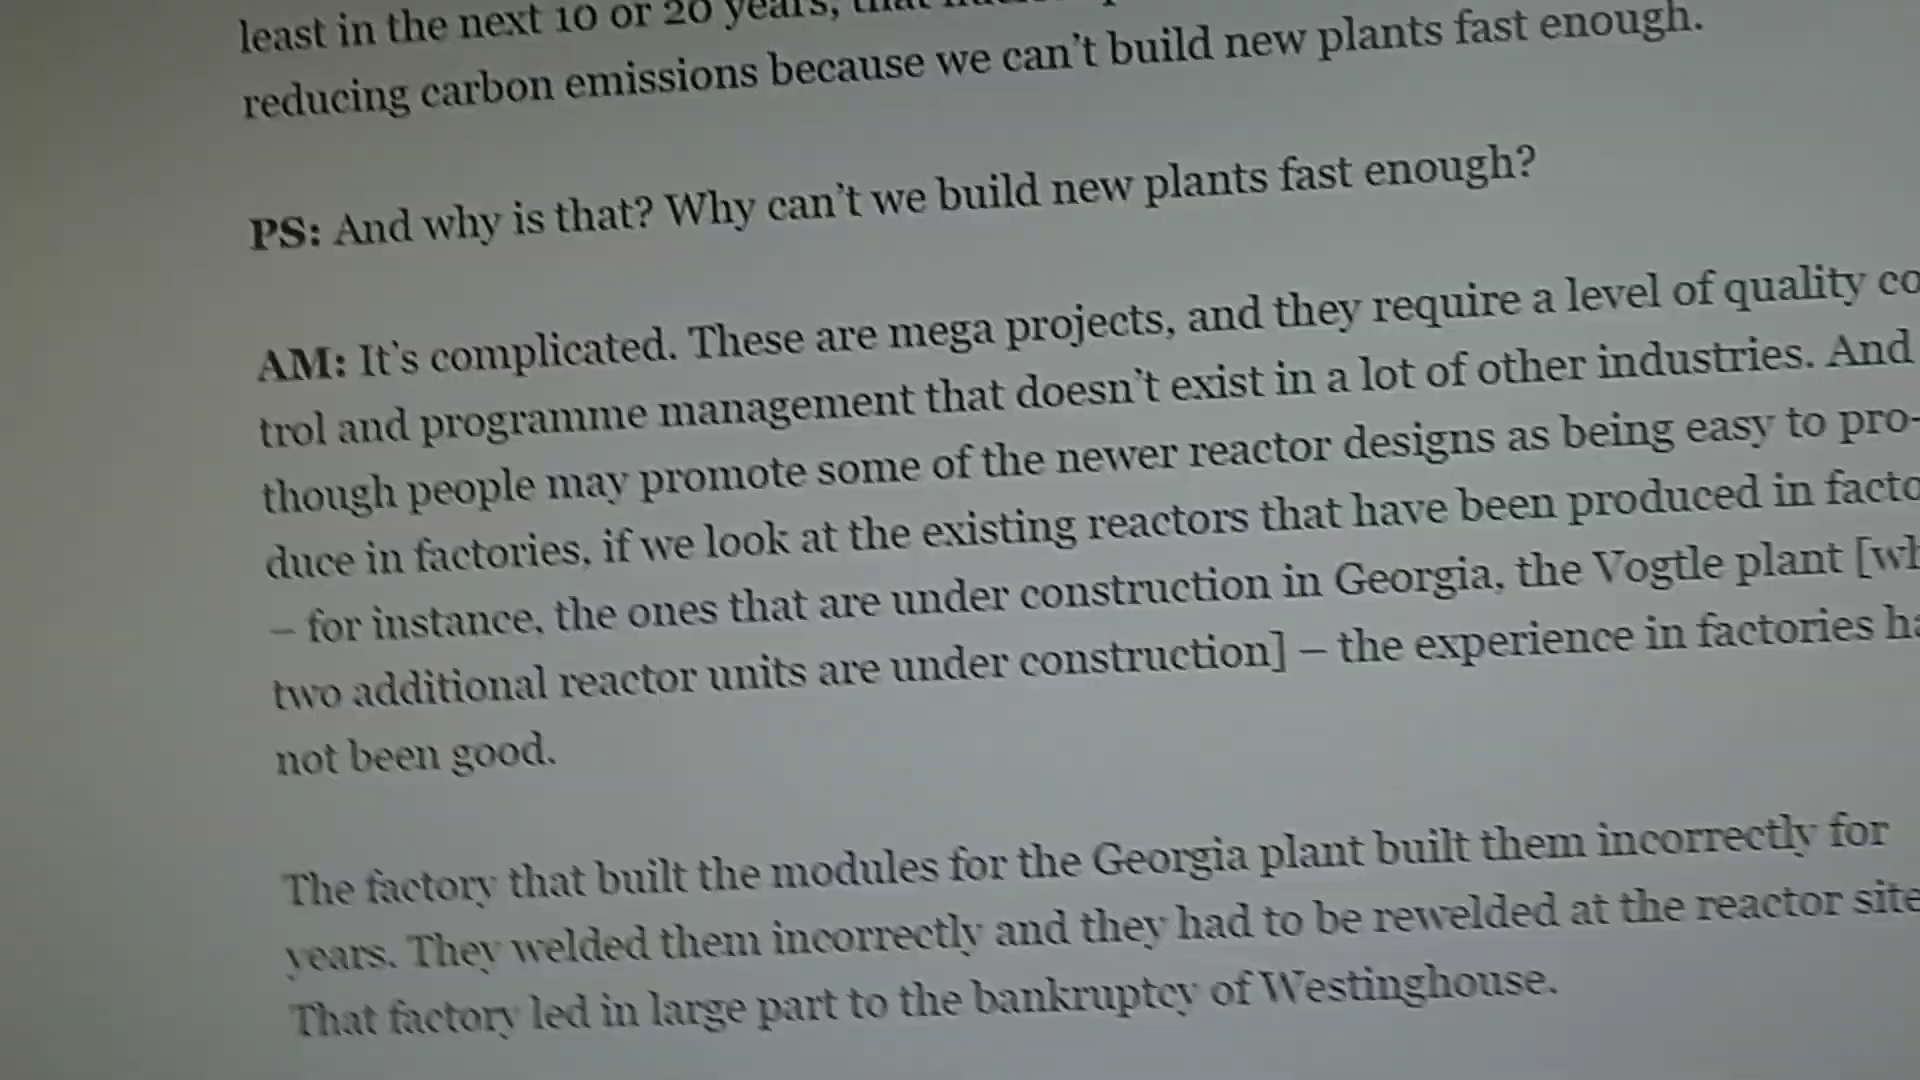 least in the next 10 or 20 years, that
reducing carbon emissions because we can’t build new plants fast enough.
PS: And why is that? Why can’t we build new plants fast enough?
AM: It’s complicated. These are mega projects, and they require a level of quality co
trol and programme management that doesn’t exist in a lot of other industries. And
though people may promote some of the newer reactor designs as being easy to pro-
duce in factories, if we look at the existing reactors that have been produced in facto
– for instance, the ones that are under construction in Georgia, the Vogtle plant [wh
two additional reactor units are under construction] – the experience in factories ha
not been good.
The factory that built the modules for the Georgia plant built them incorrectly for
years. They welded them incorrectly and they had to be rewelded at the reactor site
That factory led in large part to the bankruptcy of Westinghouse.